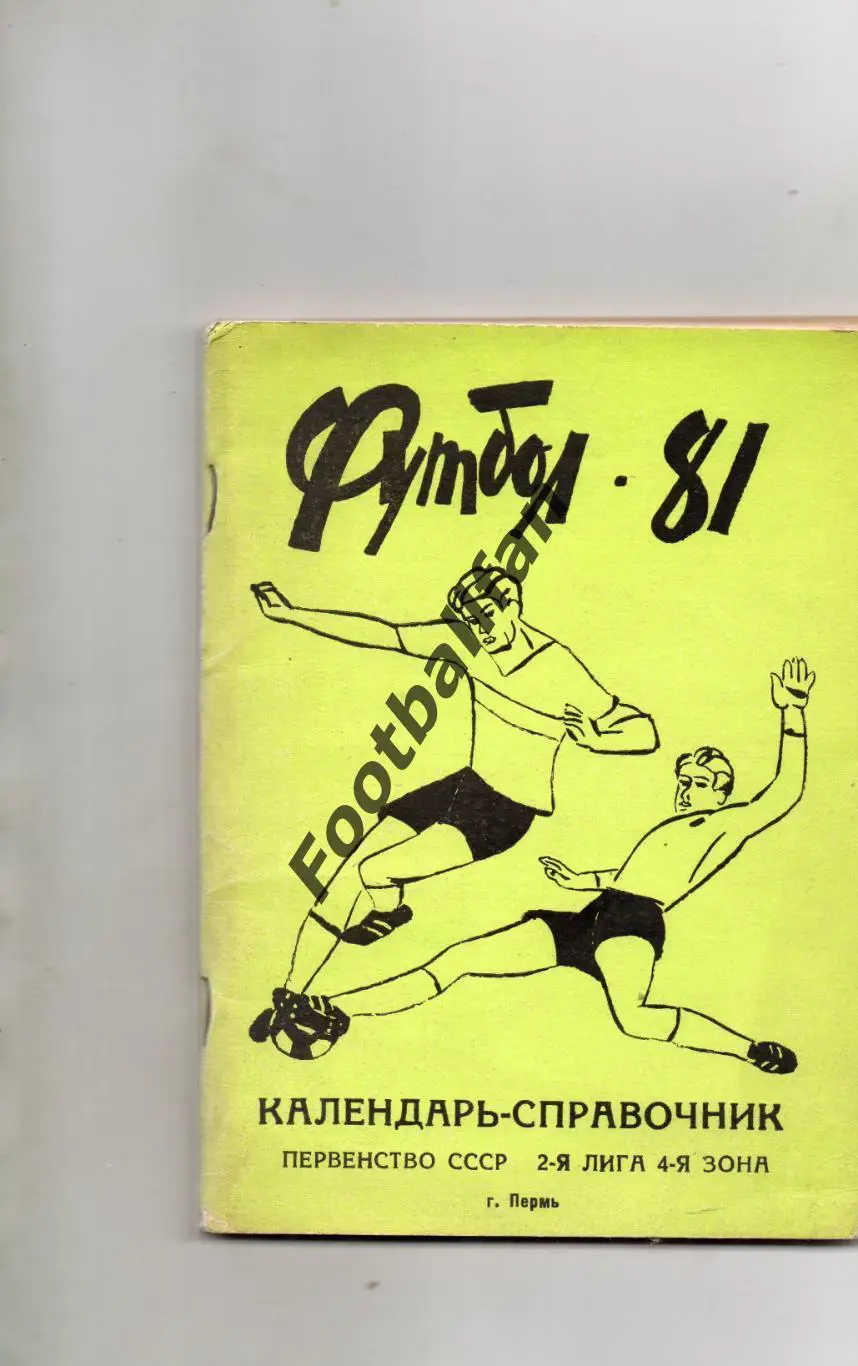 Футбол · 81
Footballfan
КАЛЕНДАРЬ-СПРАВОЧНИК
ПЕРВЕНСТВО СССР 2-Я ЛИГА 4-Я ЗОНА
г. Пермь